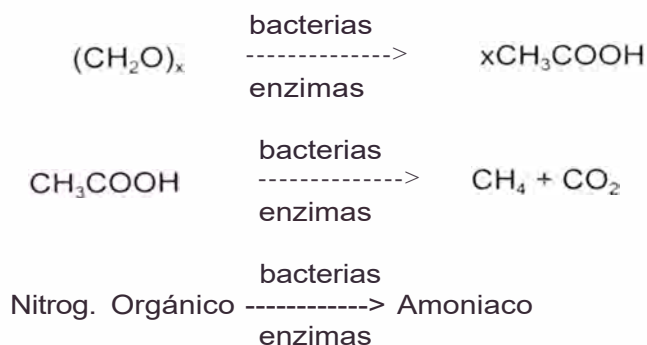 bacterias
(CH₂O)ₓ --------------> xCH₃COOH
enzimas
bacterias
CH₃COOH --------------> CH₄ + CO₂
enzimas
bacterias
Nitrog. Orgánico ------------> Amoniaco
enzimas